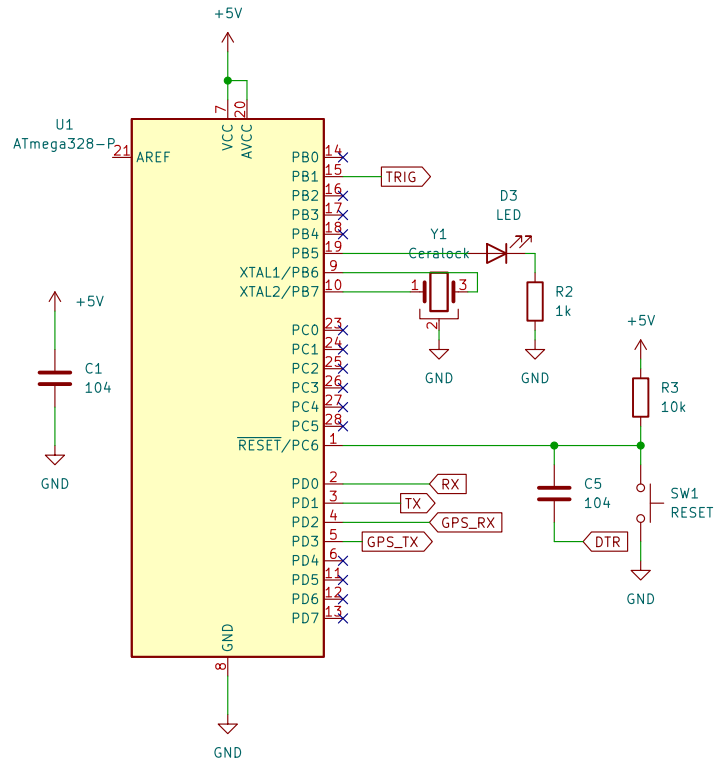 +5V
U1
ATmega328-P
7
20
VCC
AVCC
21
AREF
PB0
14
PB1
15
TRIG
PB2
16
PB3
17
PB4
18
PB5
19
D3
LED
XTAL1/PB6
9
XTAL2/PB7
10
Y1
Ceralock
1
3
2
GND
R2
1k
GND
PC0
23
PC1
24
PC2
25
PC3
26
PC4
27
PC5
28
RESET/PC6
1
+5V
C1
104
GND
+5V
R3
10k
PD0
2
RX
PD1
3
TX
PD2
4
GPS_RX
PD3
5
GPS_TX
PD4
6
PD5
11
PD6
12
PD7
13
C5
104
DTR
SW1
RESET
GND
GND
8
GND